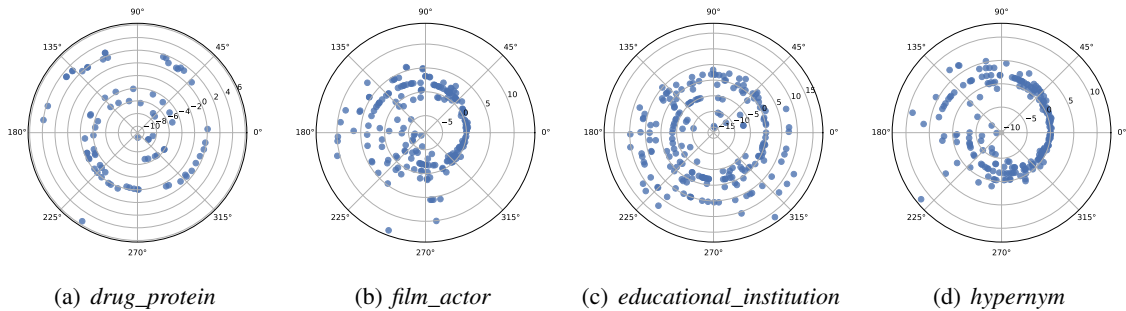 90° 90° 90° 90°
135° 45° 135° 45° 135° 45° 135° 45°
180° −10 −8 −6 −4 −2 0 2 4 6 0° 180° −5 0 5 10 0° 180° −15 −10 −5 0 5 10 15 0° 180° −10 −5 0 5 10 0°
225° 315° 225° 315° 225° 315° 225° 315°
270° 270° 270° 270°
(a) drug_protein (b) film_actor (c) educational_institution (d) hypernym